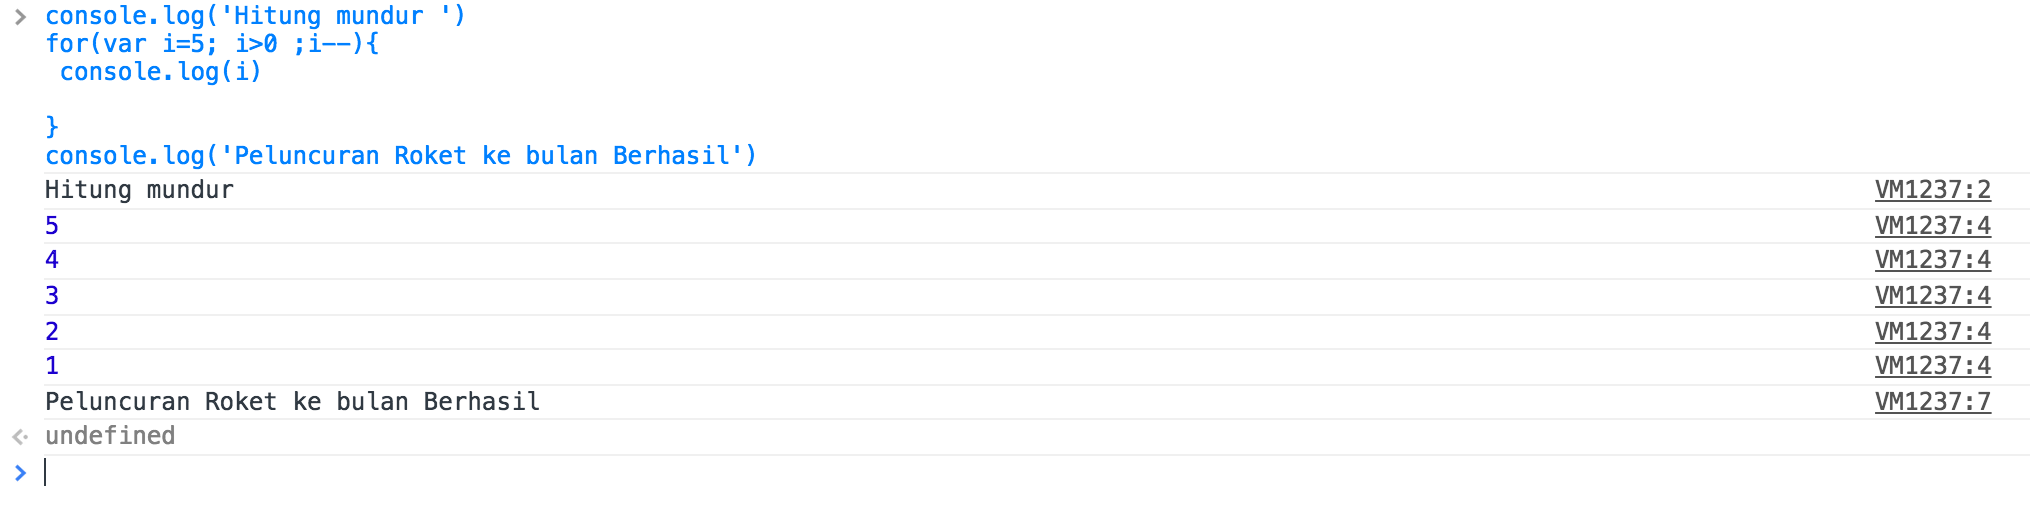 > console.log('Hitung mundur ')
for(var i=5; i>0 ;i--){
 console.log(i)
}
console.log('Peluncuran Roket ke bulan Berhasil')
Hitung mundur VM1237:2
5 VM1237:4
4 VM1237:4
3 VM1237:4
2 VM1237:4
1 VM1237:4
Peluncuran Roket ke bulan Berhasil VM1237:7
undefined
>